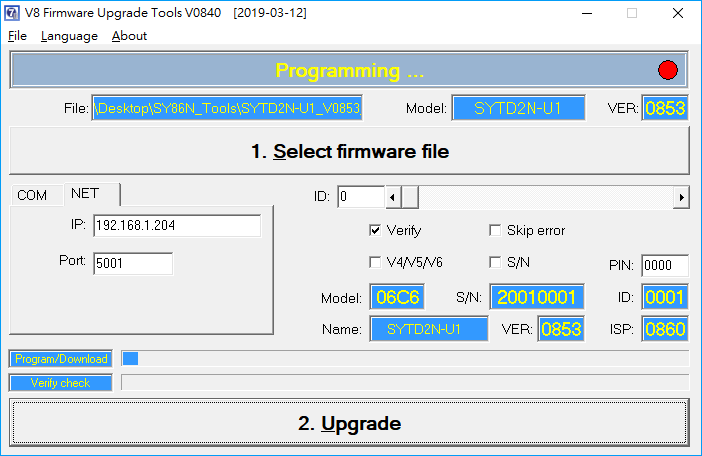 V8 Firmware Upgrade Tools V0840 [2019-03-12]
File Language About
Programming ...
File: \Desktop\SY86N_Tools\SYTD2N-U1_V0853 Model: SYTD2N-U1 VER: 0853
1. Select firmware file
COM NET ID: 0
IP: 192.168.1.204
Verify Skip error
Port: 5001
V4/V5/V6 S/N PIN: 0000
Model: 06C6 S/N: 20010001 ID: 0001
Name: SYTD2N-U1 VER: 0853 ISP: 0860
Program/Download
Verify check
2. Upgrade